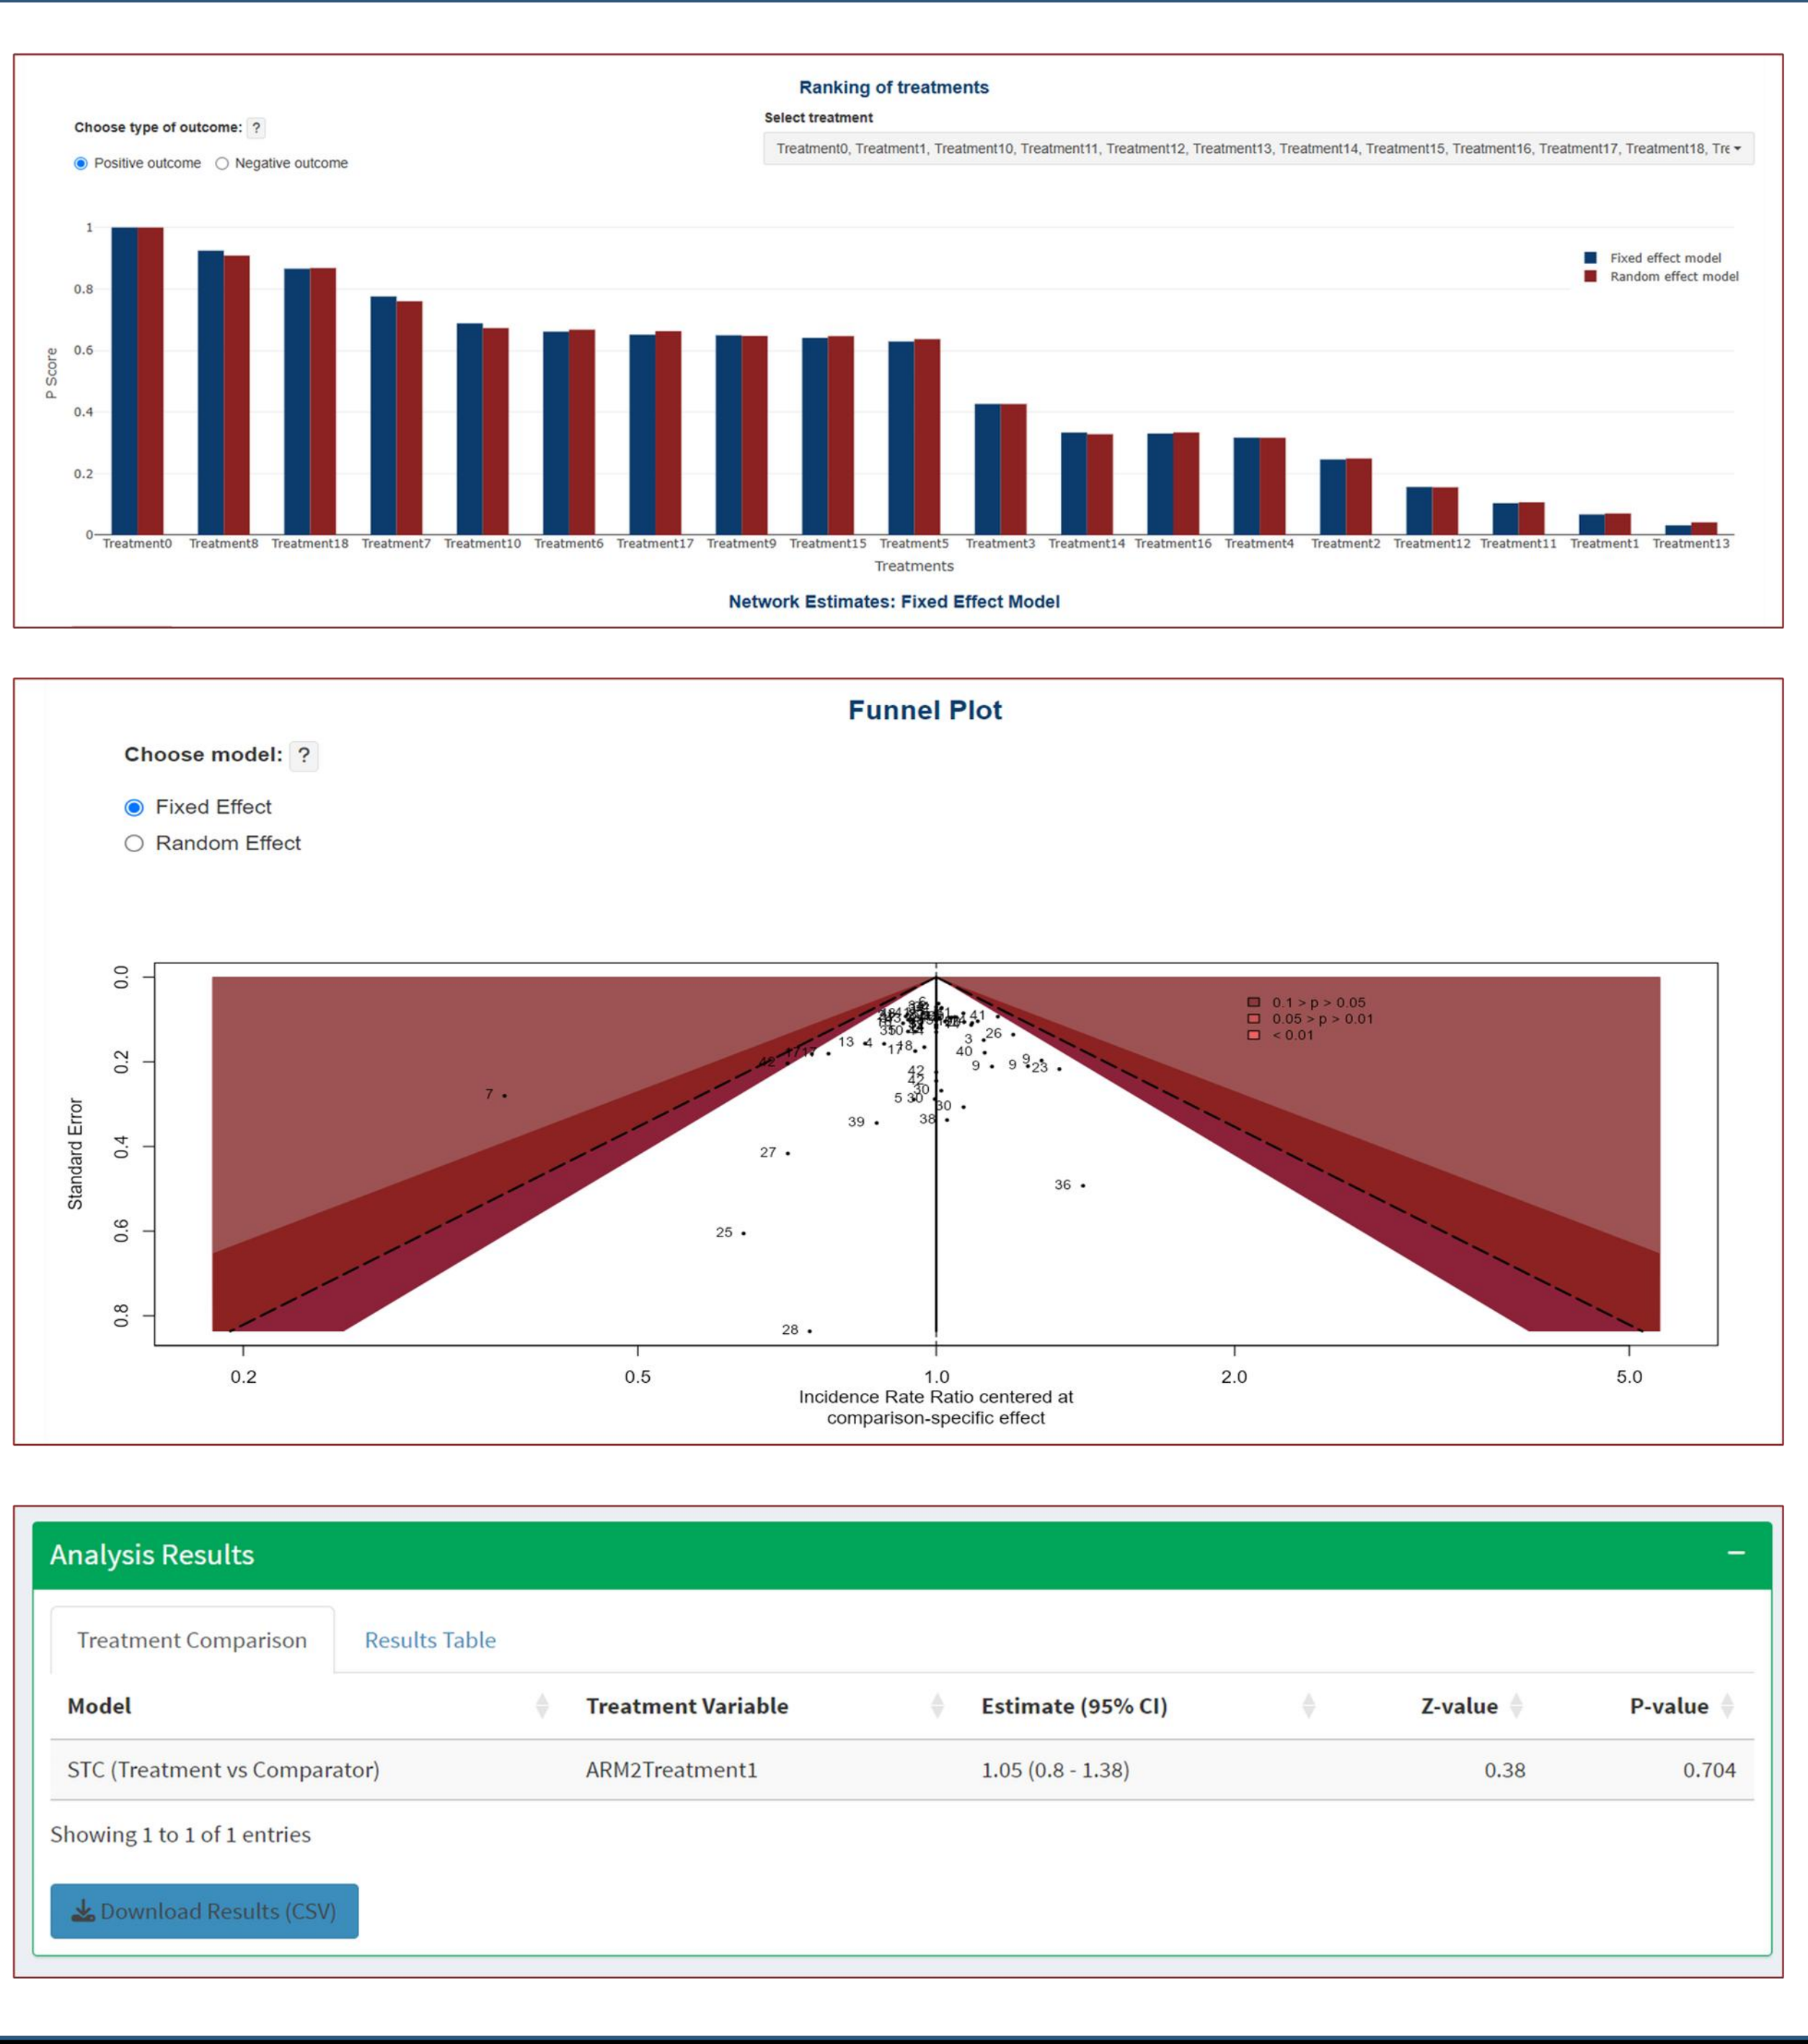 Ranking of treatments
Choose type of outcome: ?
Select treatment
Positive outcome Negative outcome
Treatment0, Treatment1, Treatment10, Treatment11, Treatment12, Treatment13, Treatment14, Treatment15, Treatment16, Treatment17, Treatment18, Tre
1
0.8
0.6
0.4
0.2
0
P Score
Fixed effect model
Random effect model
Treatment0 Treatment8 Treatment18 Treatment7 Treatment10 Treatment6 Treatment17 Treatment9 Treatment15 Treatment5 Treatment3 Treatment14 Treatment16 Treatment4 Treatment2 Treatment12 Treatment11 Treatment1 Treatment13
Treatments
Network Estimates: Fixed Effect Model
Funnel Plot
Choose model: ?
Fixed Effect
Random Effect
0.0
0.2
0.4
0.6
0.8
Standard Error
0.1 > p > 0.05
0.05 > p > 0.01
< 0.01
6
41
26
13 4
3
18
17
40
9
9 9
23
42
42
7
30
5 30
30
39
38
27
36
25
28
0.2 0.5 1.0 2.0 5.0
Incidence Rate Ratio centered at
comparison-specific effect
Analysis Results
Treatment Comparison Results Table
Model Treatment Variable Estimate (95% CI) Z-value P-value
STC (Treatment vs Comparator) ARM2Treatment1 1.05 (0.8 - 1.38) 0.38 0.704
Showing 1 to 1 of 1 entries
Download Results (CSV)